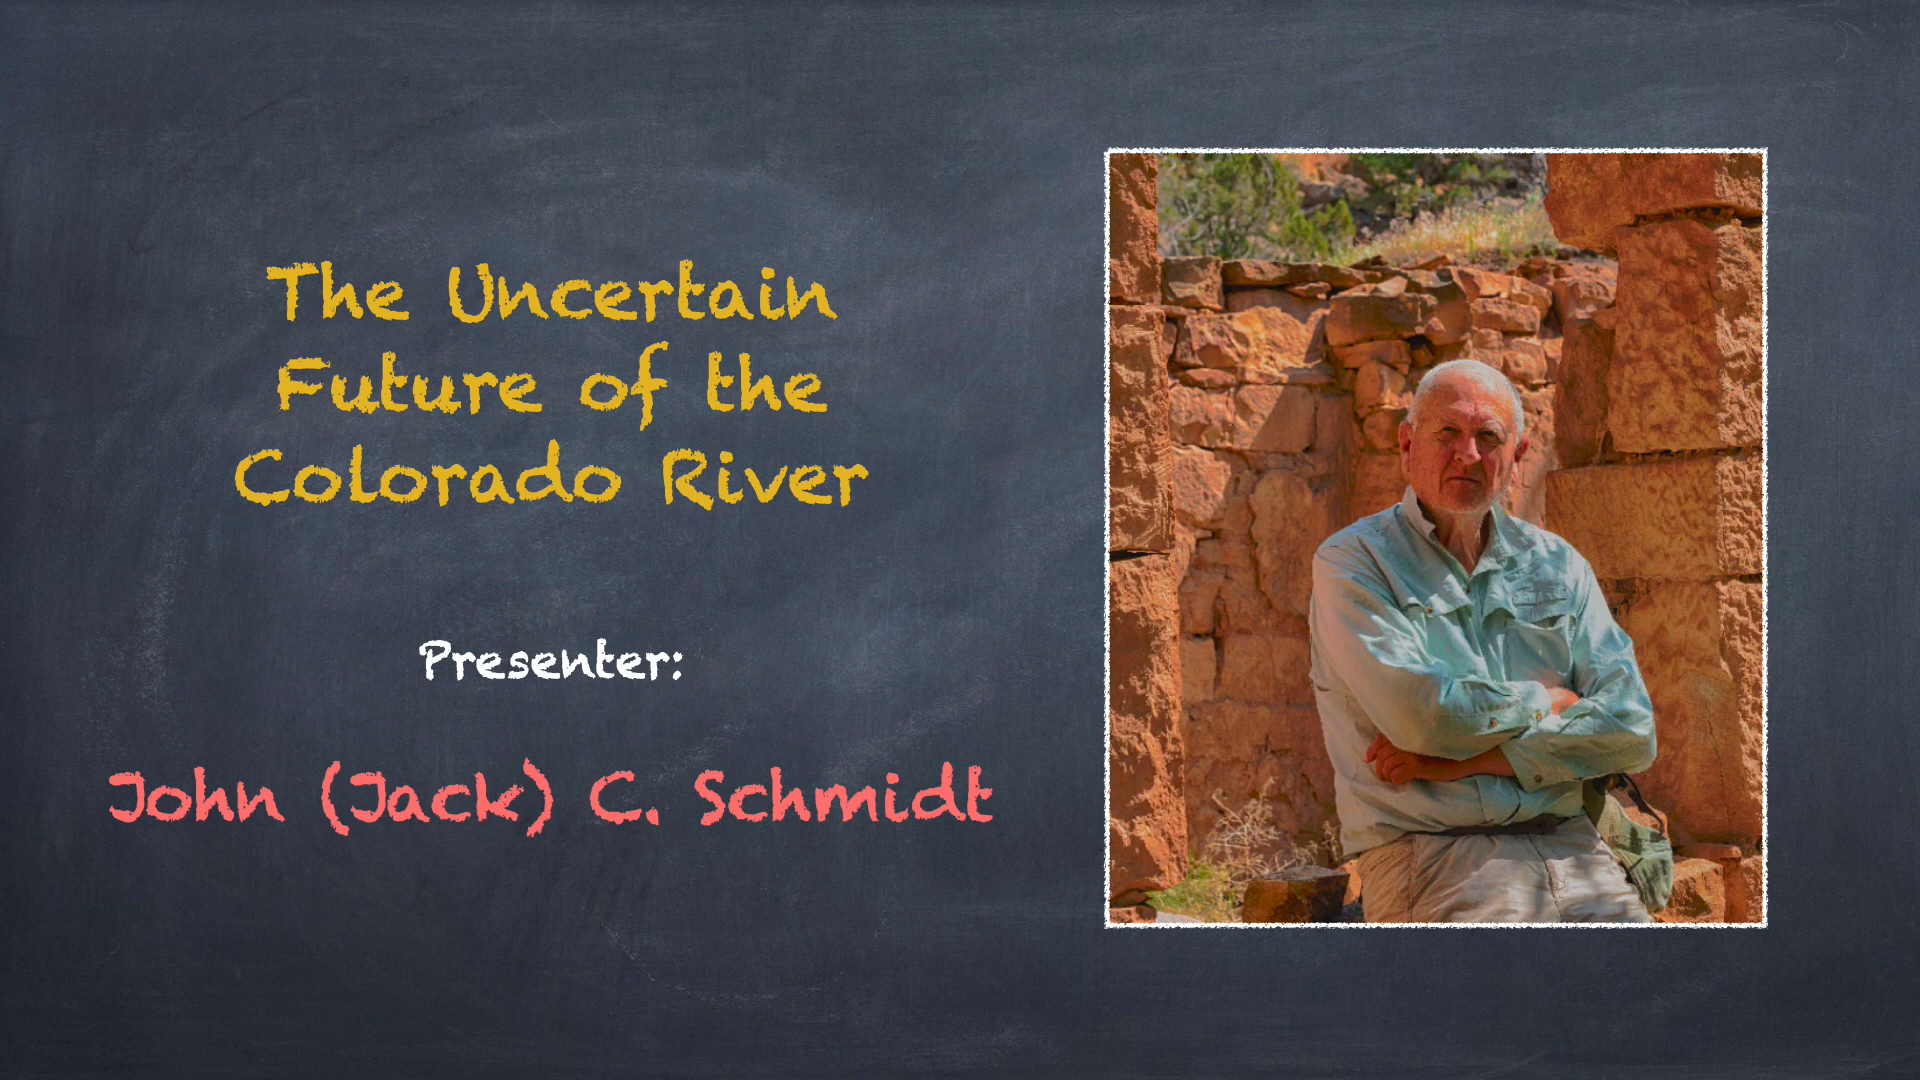 The Uncertain
Future of the
Colorado River
Presenter:
John (Jack) C. Schmidt